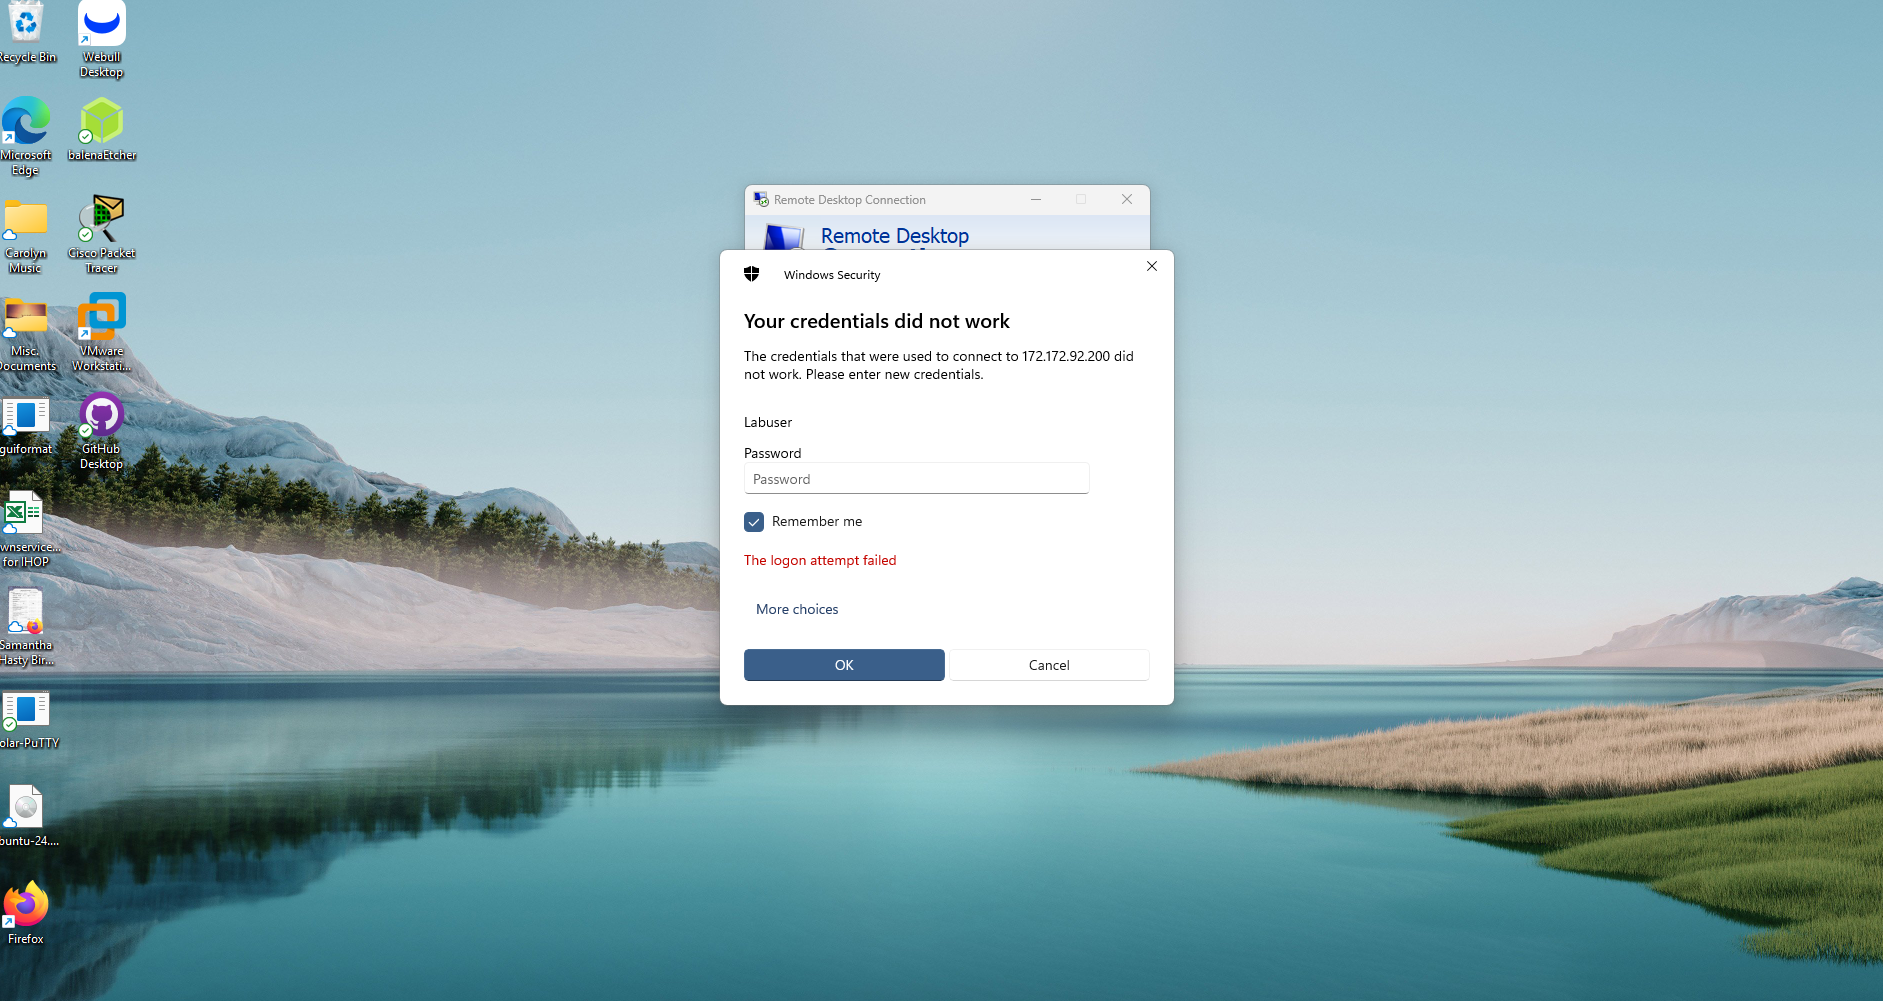 Recycle Bin
Webull
Desktop
Microsoft
Edge
balenaEtcher
Carolyn
Music
Cisco Packet
Tracer
Misc.
Documents
VMware
Workstati...
guiformat
GitHub
Desktop
wnservice...
for IHOP
Samantha
Hasty Bir...
olar-PuTTY
buntu-24....
Firefox
Remote Desktop Connection
Remote Desktop
Windows Security
Your credentials did not work
The credentials that were used to connect to 172.172.92.200 did
not work. Please enter new credentials.
Labuser
Password
Password
Remember me
The logon attempt failed
More choices
OK
Cancel